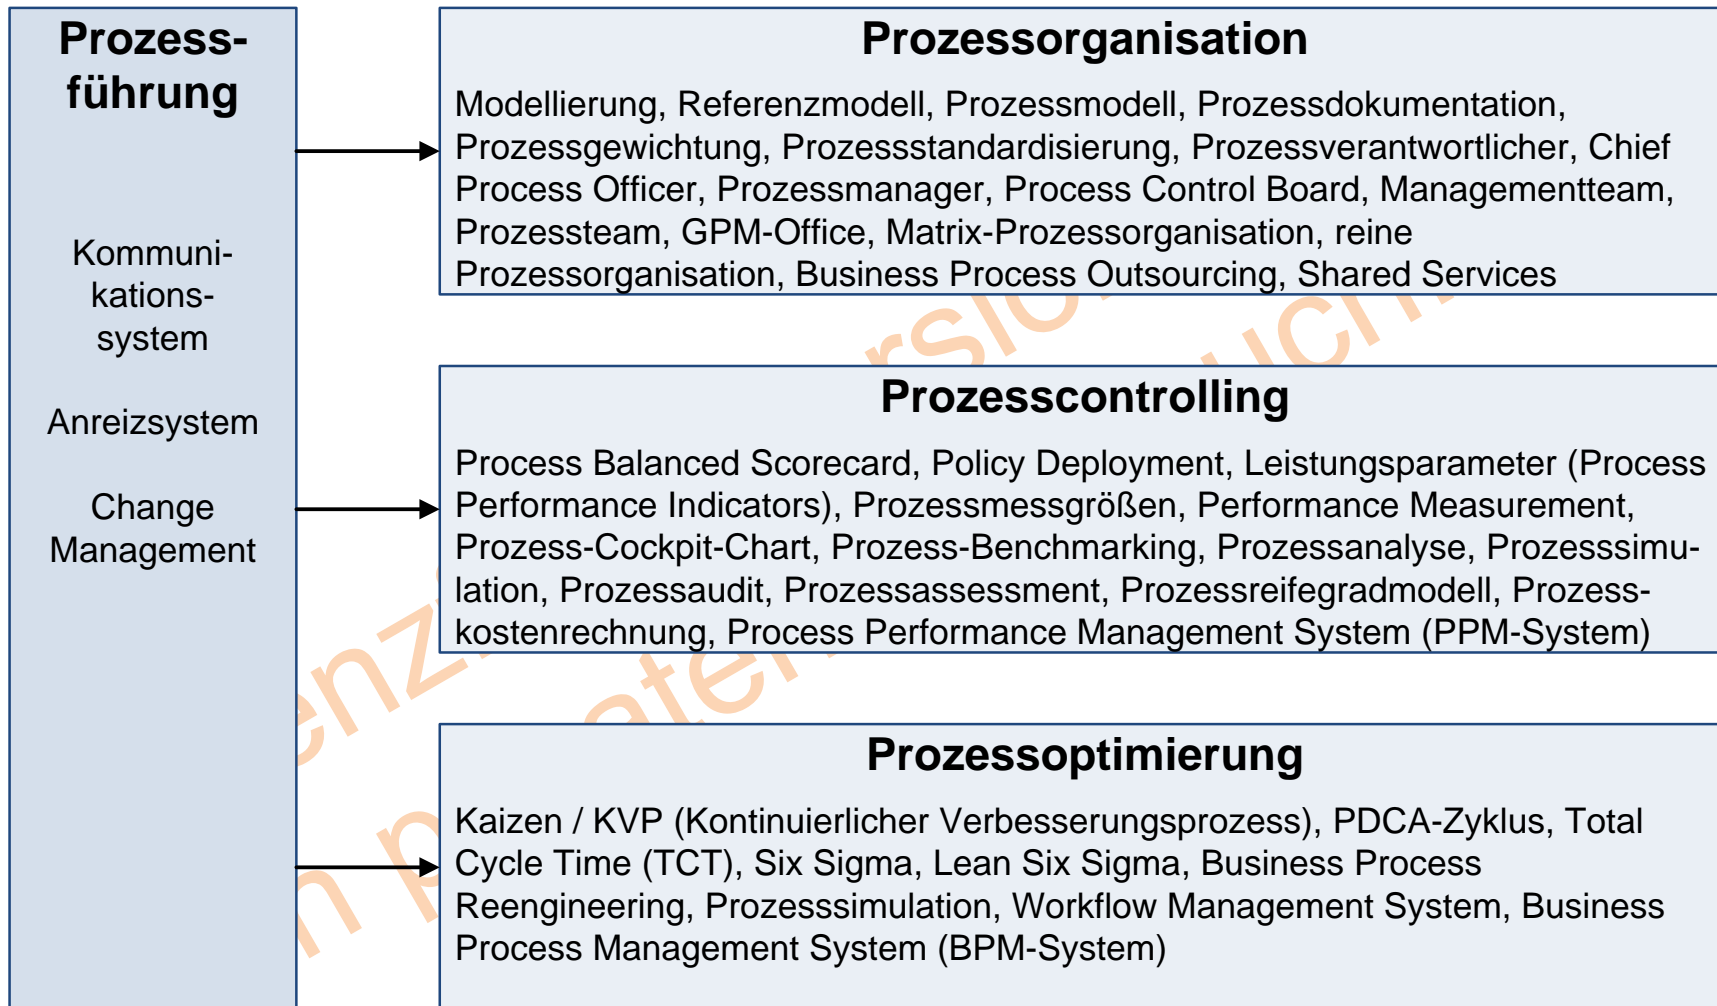 Prozess-
führung
Kommuni-
kations-
system
Anreizsystem
Change
Management
Prozessorganisation
Modellierung, Referenzmodell, Prozessmodell, Prozessdokumentation,
Prozessgewichtung, Prozessstandardisierung, Prozessverantwortlicher, Chief
Process Officer, Prozessmanager, Process Control Board, Managementteam,
Prozessteam, GPM-Office, Matrix-Prozessorganisation, reine
Prozessorganisation, Business Process Outsourcing, Shared Services
Prozesscontrolling
Process Balanced Scorecard, Policy Deployment, Leistungsparameter (Process
Performance Indicators), Prozessmessgrößen, Performance Measurement,
Prozess-Cockpit-Chart, Prozess-Benchmarking, Prozessanalyse, Prozesssimu-
lation, Prozessaudit, Prozessassessment, Prozessreifegradmodell, Prozess-
kostenrechnung, Process Performance Management System (PPM-System)
Prozessoptimierung
Kaizen / KVP (Kontinuierlicher Verbesserungsprozess), PDCA-Zyklus, Total
Cycle Time (TCT), Six Sigma, Lean Six Sigma, Business Process
Reengineering, Prozesssimulation, Workflow Management System, Business
Process Management System (BPM-System)